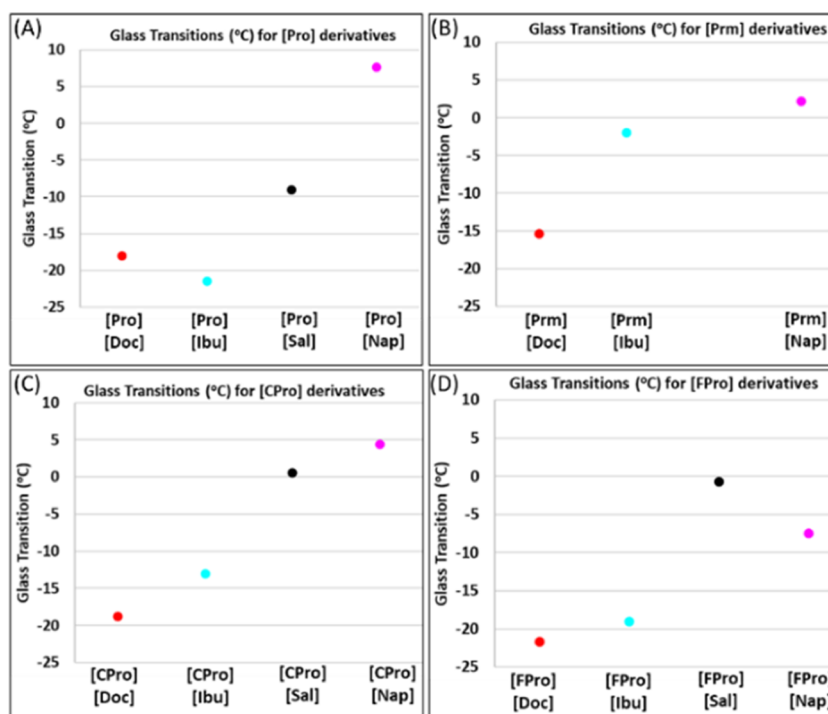 (A)
Glass Transitions (°C) for [Pro] derivatives
Glass Transition (°C)
10
5
0
-5
-10
-15
-20
-25
[Pro] [Pro] [Pro] [Pro]
[Doc] [Ibu] [Sal] [Nap]
(B)
Glass Transitions (°C) for [Prm] derivatives
Glass Transition (°C)
10
5
0
-5
-10
-15
-20
-25
[Prm] [Prm] [Prm]
[Doc] [Ibu] [Nap]
(C)
Glass Transitions (°C) for [CPro] derivatives
Glass Transition (°C)
10
5
0
-5
-10
-15
-20
-25
[CPro] [CPro] [CPro] [CPro]
[Doc] [Ibu] [Sal] [Nap]
(D)
Glass Transitions (°C) for [FPro] derivatives
Glass Transition (°C)
10
5
0
-5
-10
-15
-20
-25
[FPro] [FPro] [FPro] [FPro]
[Doc] [Ibu] [Sal] [Nap]